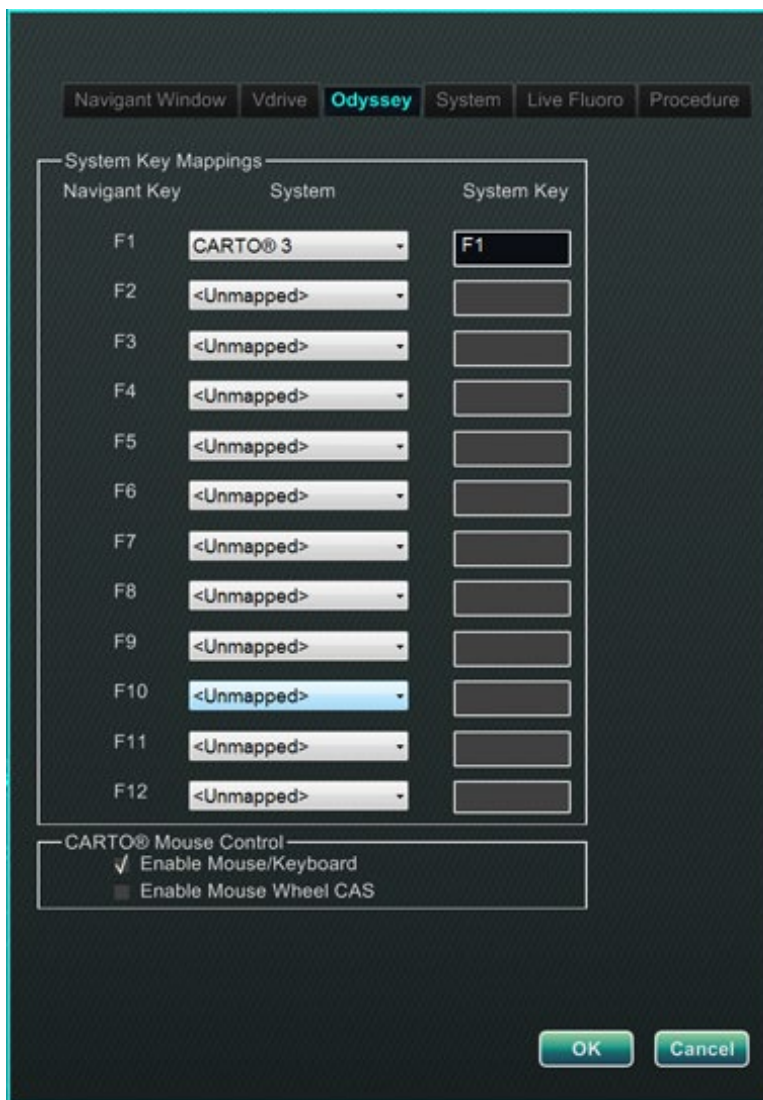 Navigant Window Vdrive Odyssey System Live Fluoro Procedure
System Key Mappings
Navigant Key System System Key
F1 CARTO® 3 F1
F2 <Unmapped>
F3 <Unmapped>
F4 <Unmapped>
F5 <Unmapped>
F6 <Unmapped>
F7 <Unmapped>
F8 <Unmapped>
F9 <Unmapped>
F10 <Unmapped>
F11 <Unmapped>
F12 <Unmapped>
CARTO® Mouse Control
Enable Mouse/Keyboard
Enable Mouse Wheel CAS
OK Cancel